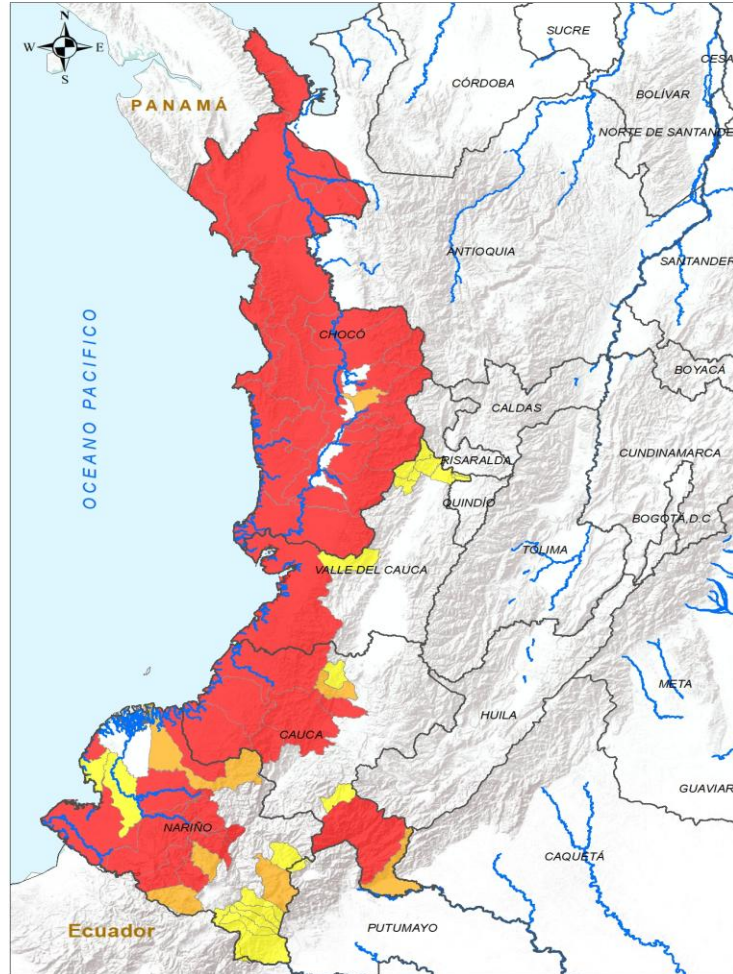 N
W E
S
SUCRE
CESA
CÓRDOBA
BOLÍVAR
PANAMÁ
NORTE DE SANTANDE
ANTIOQUIA
SANTANDER
OCEANO PACIFICO
CHOCÓ
BOYACÁ
CALDAS
CUNDINAMARCA
RISARALDA
QUINDÍO
BOGOTÁ, D.C
TOLIMA
VALLE DEL CAUCA
META
HUILA
CAUCA
GUAVIAR
NARIÑO
CAQUETÁ
PUTUMAYO
Ecuador